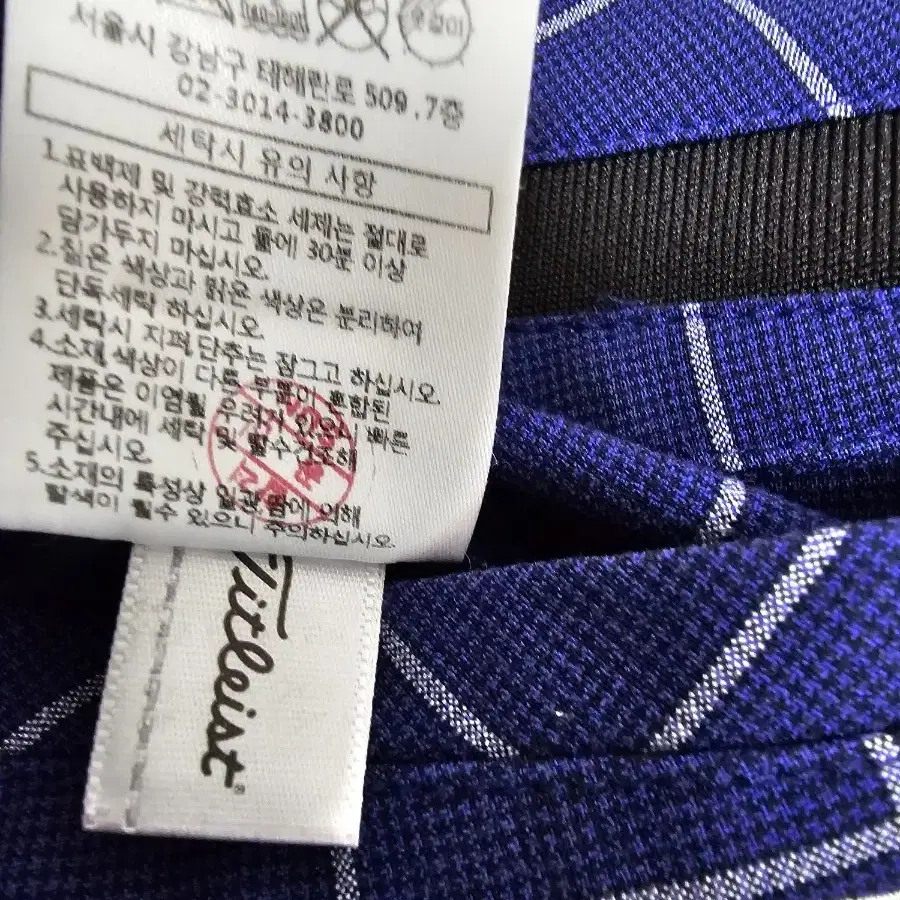 옷걸이
서울시 강남구 테헤란로 509.7층
02-3014-3800
세탁시 유의 사항
1.표백제 및 강력효소 세제는 절대로
사용하지 마시고 물에 30분 이상
담가두지 마십시오.
2.짙은 색상과 밝은 색상은 분리하여
단독세탁 하십시오
3.세탁시 지퍼,단추는 잠그고 하십시오
4.소재,색상이 다른 부품이 혼합된
제품은 이염될 우려가 있으니 빠른
시간내에 세탁 및 탈수건조해
주십시오.
5.소재의 특성상 일광,땀에 의해
탈색이 될수 있으니 주의하십시오.
Titleist®